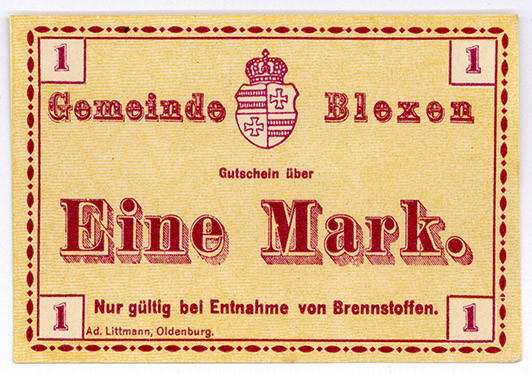 1 1
Gemeinde Blexen
Gutschein über
Eine Mark.
Nur gültig bei Entnahme von Brennstoffen.
1 1
Ad. Littmann, Oldenburg.